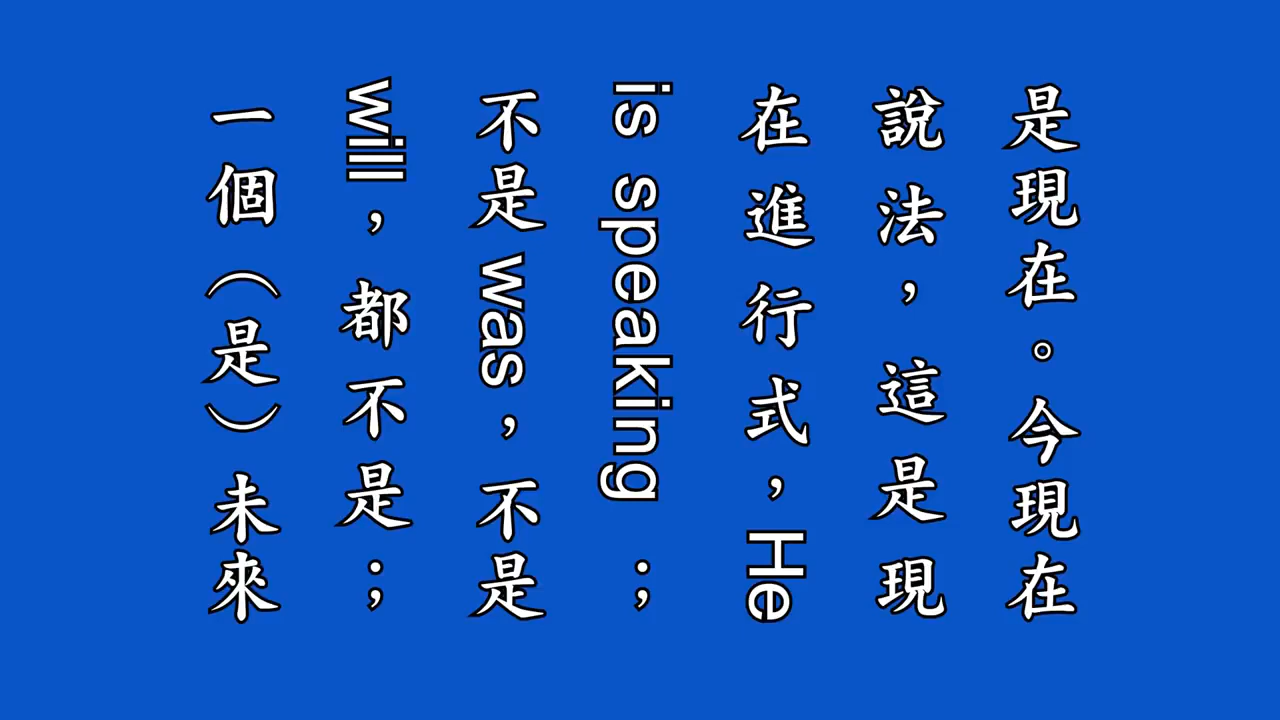 是現在。今現在
說法，這是現
在進行式，He
is speaking；
不是was，不是
will，都不是；
一個（是）未來